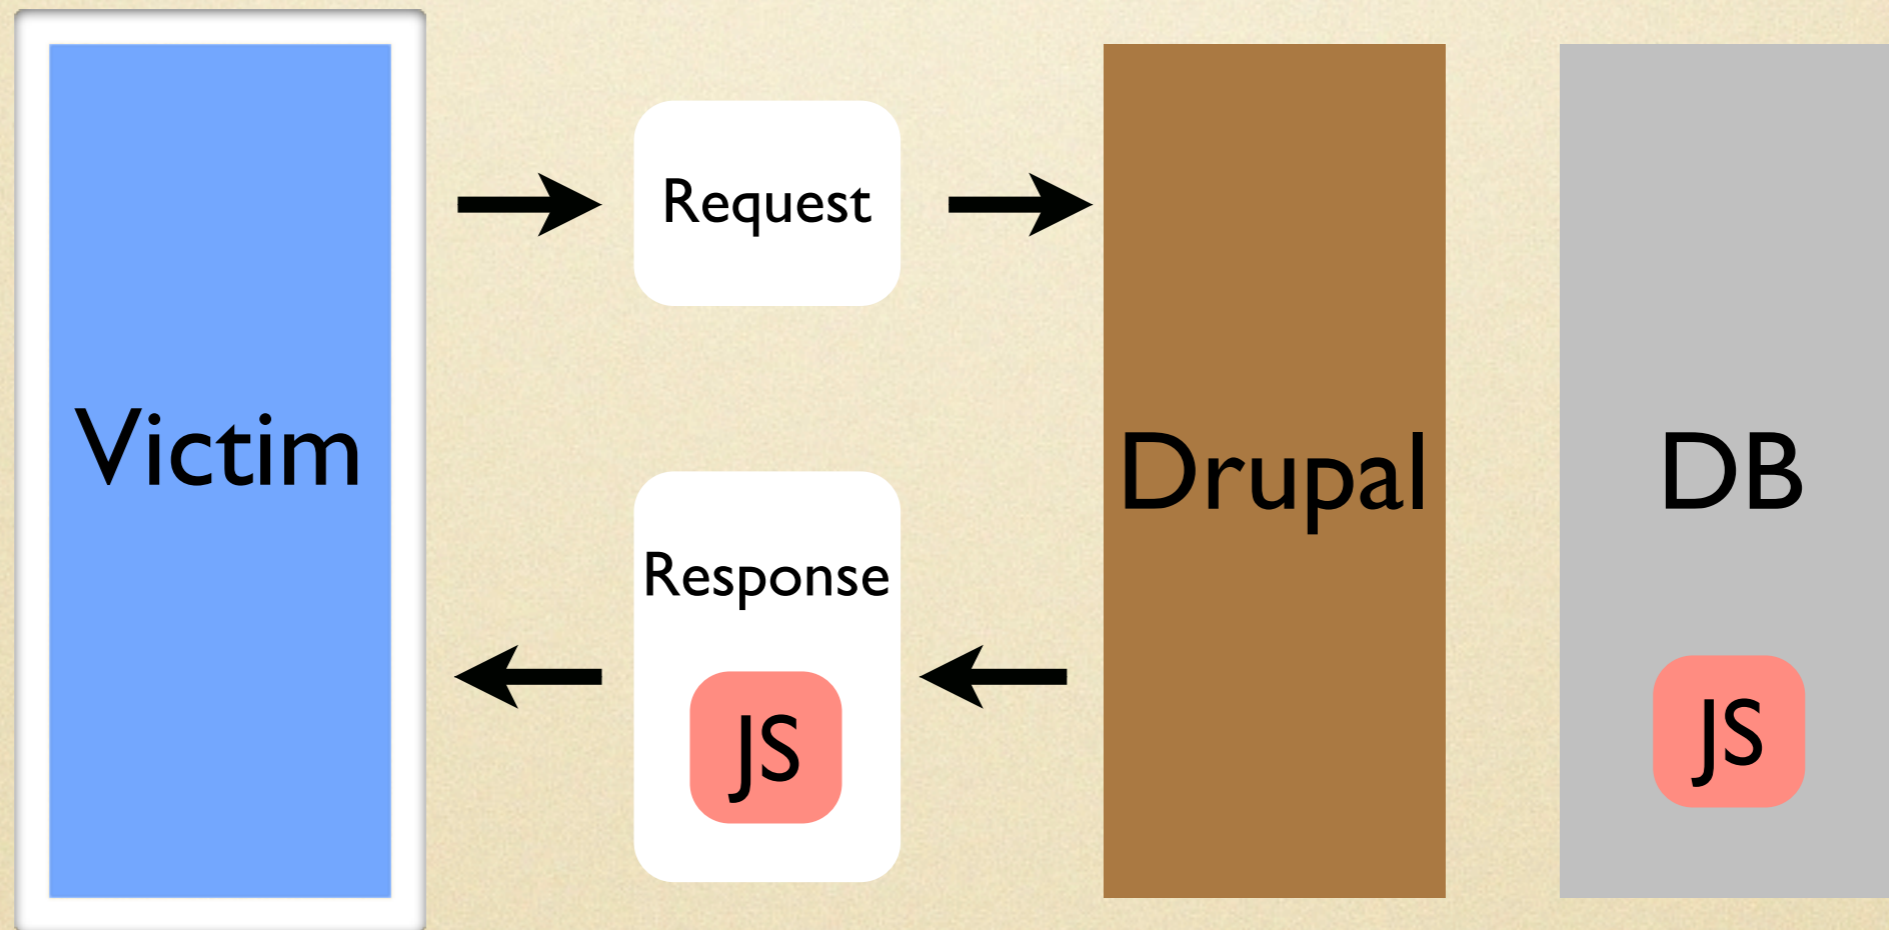 Victim
Request
Response
JS
Drupal
DB
JS